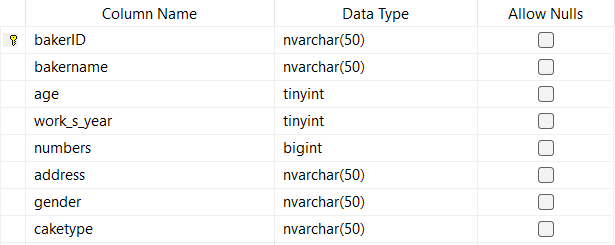 Column Name Data Type Allow Nulls
bakerID nvarchar(50)
bakername nvarchar(50)
age tinyint
work_s_year tinyint
numbers bigint
address nvarchar(50)
gender nvarchar(50)
caketype nvarchar(50)